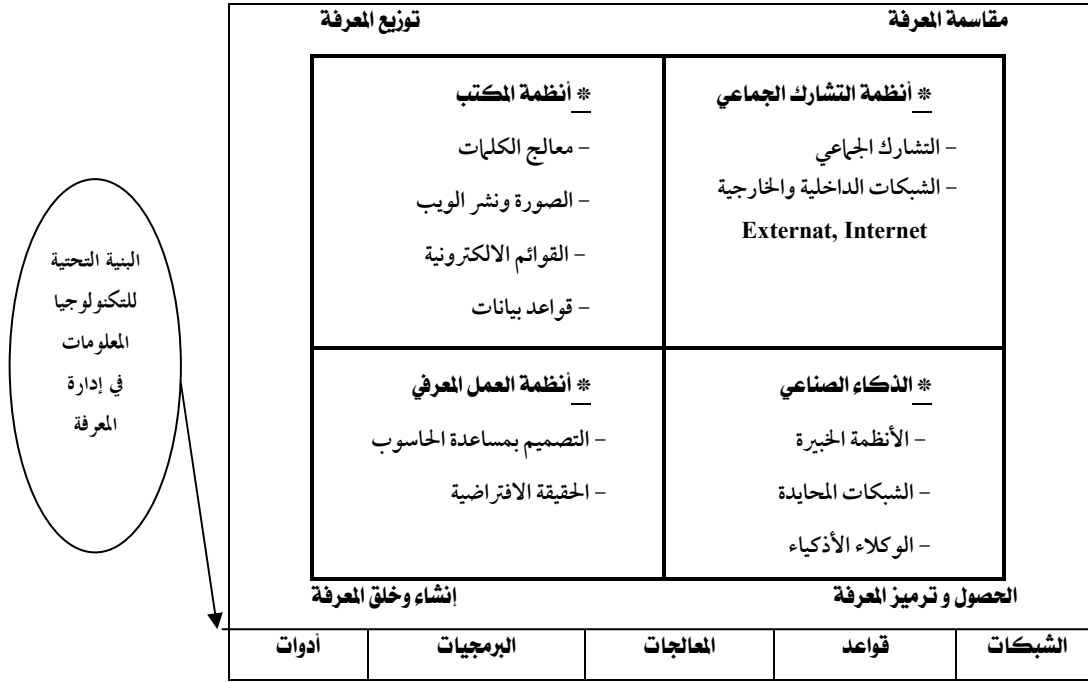 مقاسمة المعرفة
توزيع المعرفة
* أنظمة التشارك الجماعي
– التشارك الجماعي
– الشبكات الداخلية والخارجية
Externat, Internet
* أنظمة المكتب
– معالج الكلمات
– الصورة ونشر الويب
– القوائم الالكترونية
– قواعد بيانات
* الذكاء الصناعي
– الأنظمة الخبيرة
– الشبكات المحايدة
– الوكلاء الأذكياء
* أنظمة العمل المعرفي
– التصميم بمساعدة الحاسوب
– الحقيقة الافتراضية
الحصول و ترميز المعرفة
إنشاء وخلق المعرفة
البنية التحتية
للتكنولوجيا
المعلومات
في إدارة
المعرفة
الشبكات
قواعد
المعالجات
البرمجيات
أدوات